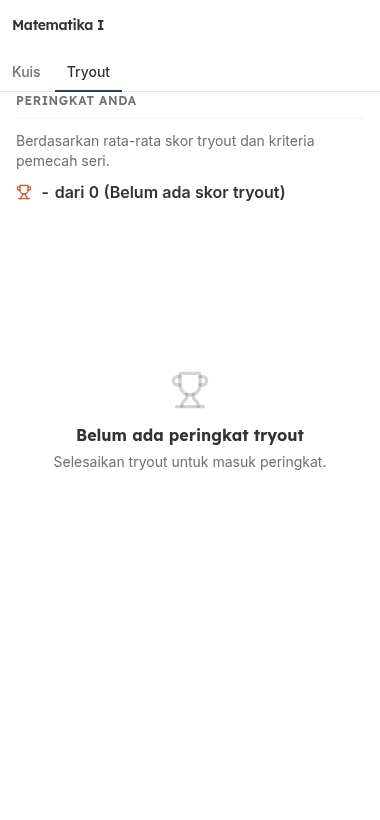 Matematika I
Kuis
Tryout
PERINGKAT ANDA
Berdasarkan rata-rata skor tryout dan kriteria
pemecah seri.
- dari 0 (Belum ada skor tryout)
Belum ada peringkat tryout
Selesaikan tryout untuk masuk peringkat.